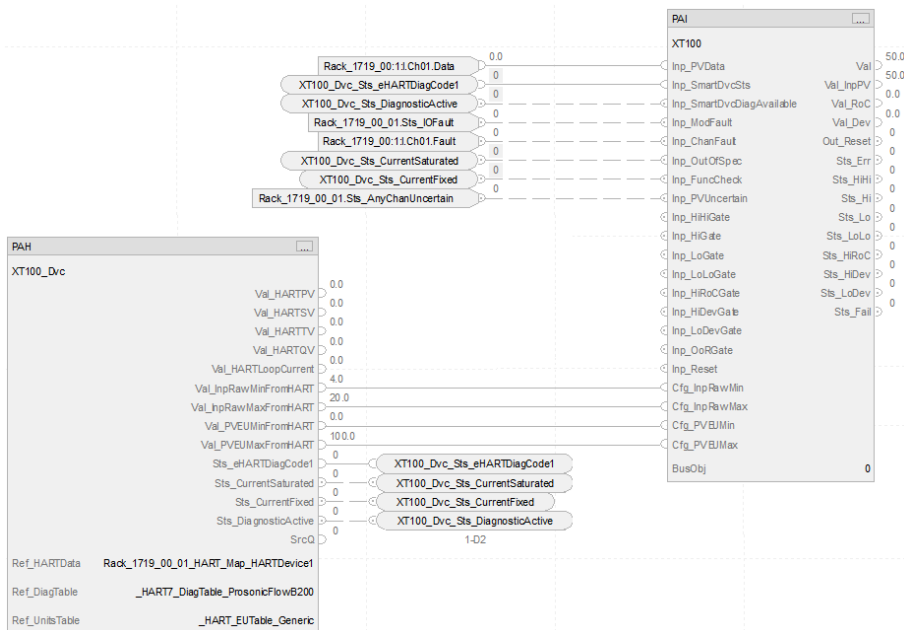 PAI
...
XT100
Rack_1719_00:1:I.Ch01.Data 0.0 Inp_PVData Val 50.0
XT100_Dvc_Sts_eHARTDiagCode1 0 Inp_SmartDvcSts Val_InpPV 50.0
XT100_Dvc_Sts_DiagnosticActive 0 Inp_SmartDvcDiagAvailable Val_RoC 0.0
Rack_1719_00_01.Sts_IOFault 0 Inp_ModFault Val_Dev 0.0
Rack_1719_00:1:I.Ch01.Fault 0 Inp_ChanFault Out_Reset 0
XT100_Dvc_Sts_CurrentSaturated 0 Inp_OutOfSpec Sts_Err 0
XT100_Dvc_Sts_CurrentFixed 0 Inp_FuncCheck Sts_HiHi 0
Rack_1719_00_01.Sts_AnyChanUncertain 0 Inp_PVUncertain Sts_Hi 0
Inp_HiHiGate Sts_Lo 0
Inp_HiGate Sts_LoLo 0
Inp_LoGate Sts_HiRoC 0
Inp_LoLoGate Sts_HiDev 0
Inp_HiRoCGate Sts_LoDev 0
Inp_HiDevGate Sts_Fail 0
Inp_LoDevGate
Inp_OoRGate
Inp_Reset
Cfg_InpRawMin
Cfg_InpRawMax
Cfg_PVEUMin
Cfg_PVEUMax
BusObj 0
PAH
...
XT100_Dvc
Val_HARTPV 0.0
Val_HARTSV 0.0
Val_HARTTV 0.0
Val_HARTQV 0.0
Val_HARTLoopCurrent 0.0
Val_InpRawMinFromHART 4.0
Val_InpRawMaxFromHART 20.0
Val_PVEUMinFromHART 0.0
Val_PVEUMaxFromHART 100.0
Sts_eHARTDiagCode1 0 XT100_Dvc_Sts_eHARTDiagCode1
Sts_CurrentSaturated 0 XT100_Dvc_Sts_CurrentSaturated
Sts_CurrentFixed 0 XT100_Dvc_Sts_CurrentFixed
Sts_DiagnosticActive 0 XT100_Dvc_Sts_DiagnosticActive
SrcQ 0 1-D2
Ref_HARTData Rack_1719_00_01_HART_Map_HARTDevice1
Ref_DiagTable _HART7_DiagTable_ProsonicFlowB200
Ref_UnitsTable _HART_EUTable_Generic